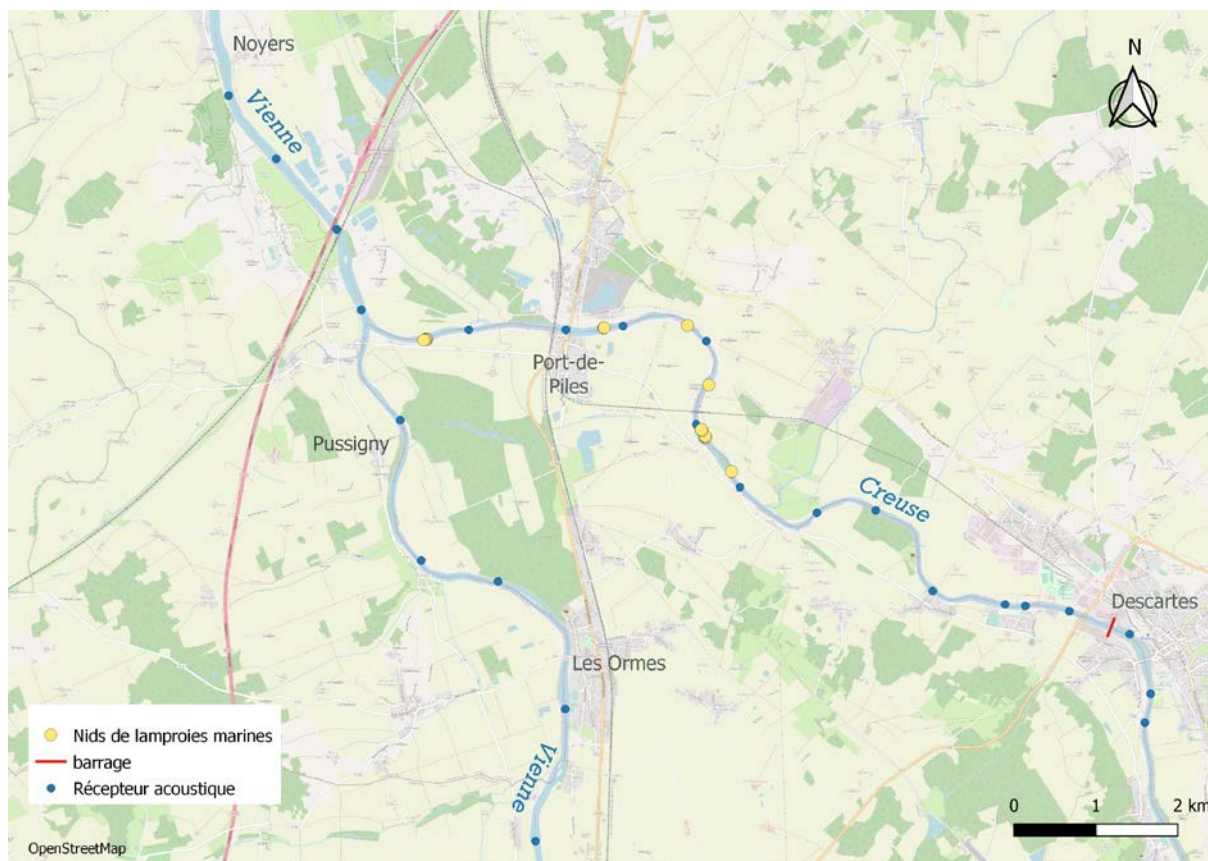 Noyers
N
Vienne
Port-de-
Piles
Pussigny
Creuse
Descartes
Les Ormes
Vienne
Nids de lamproies marines
barrage
Récepteur acoustique
0 1 2 km
OpenStreetMap